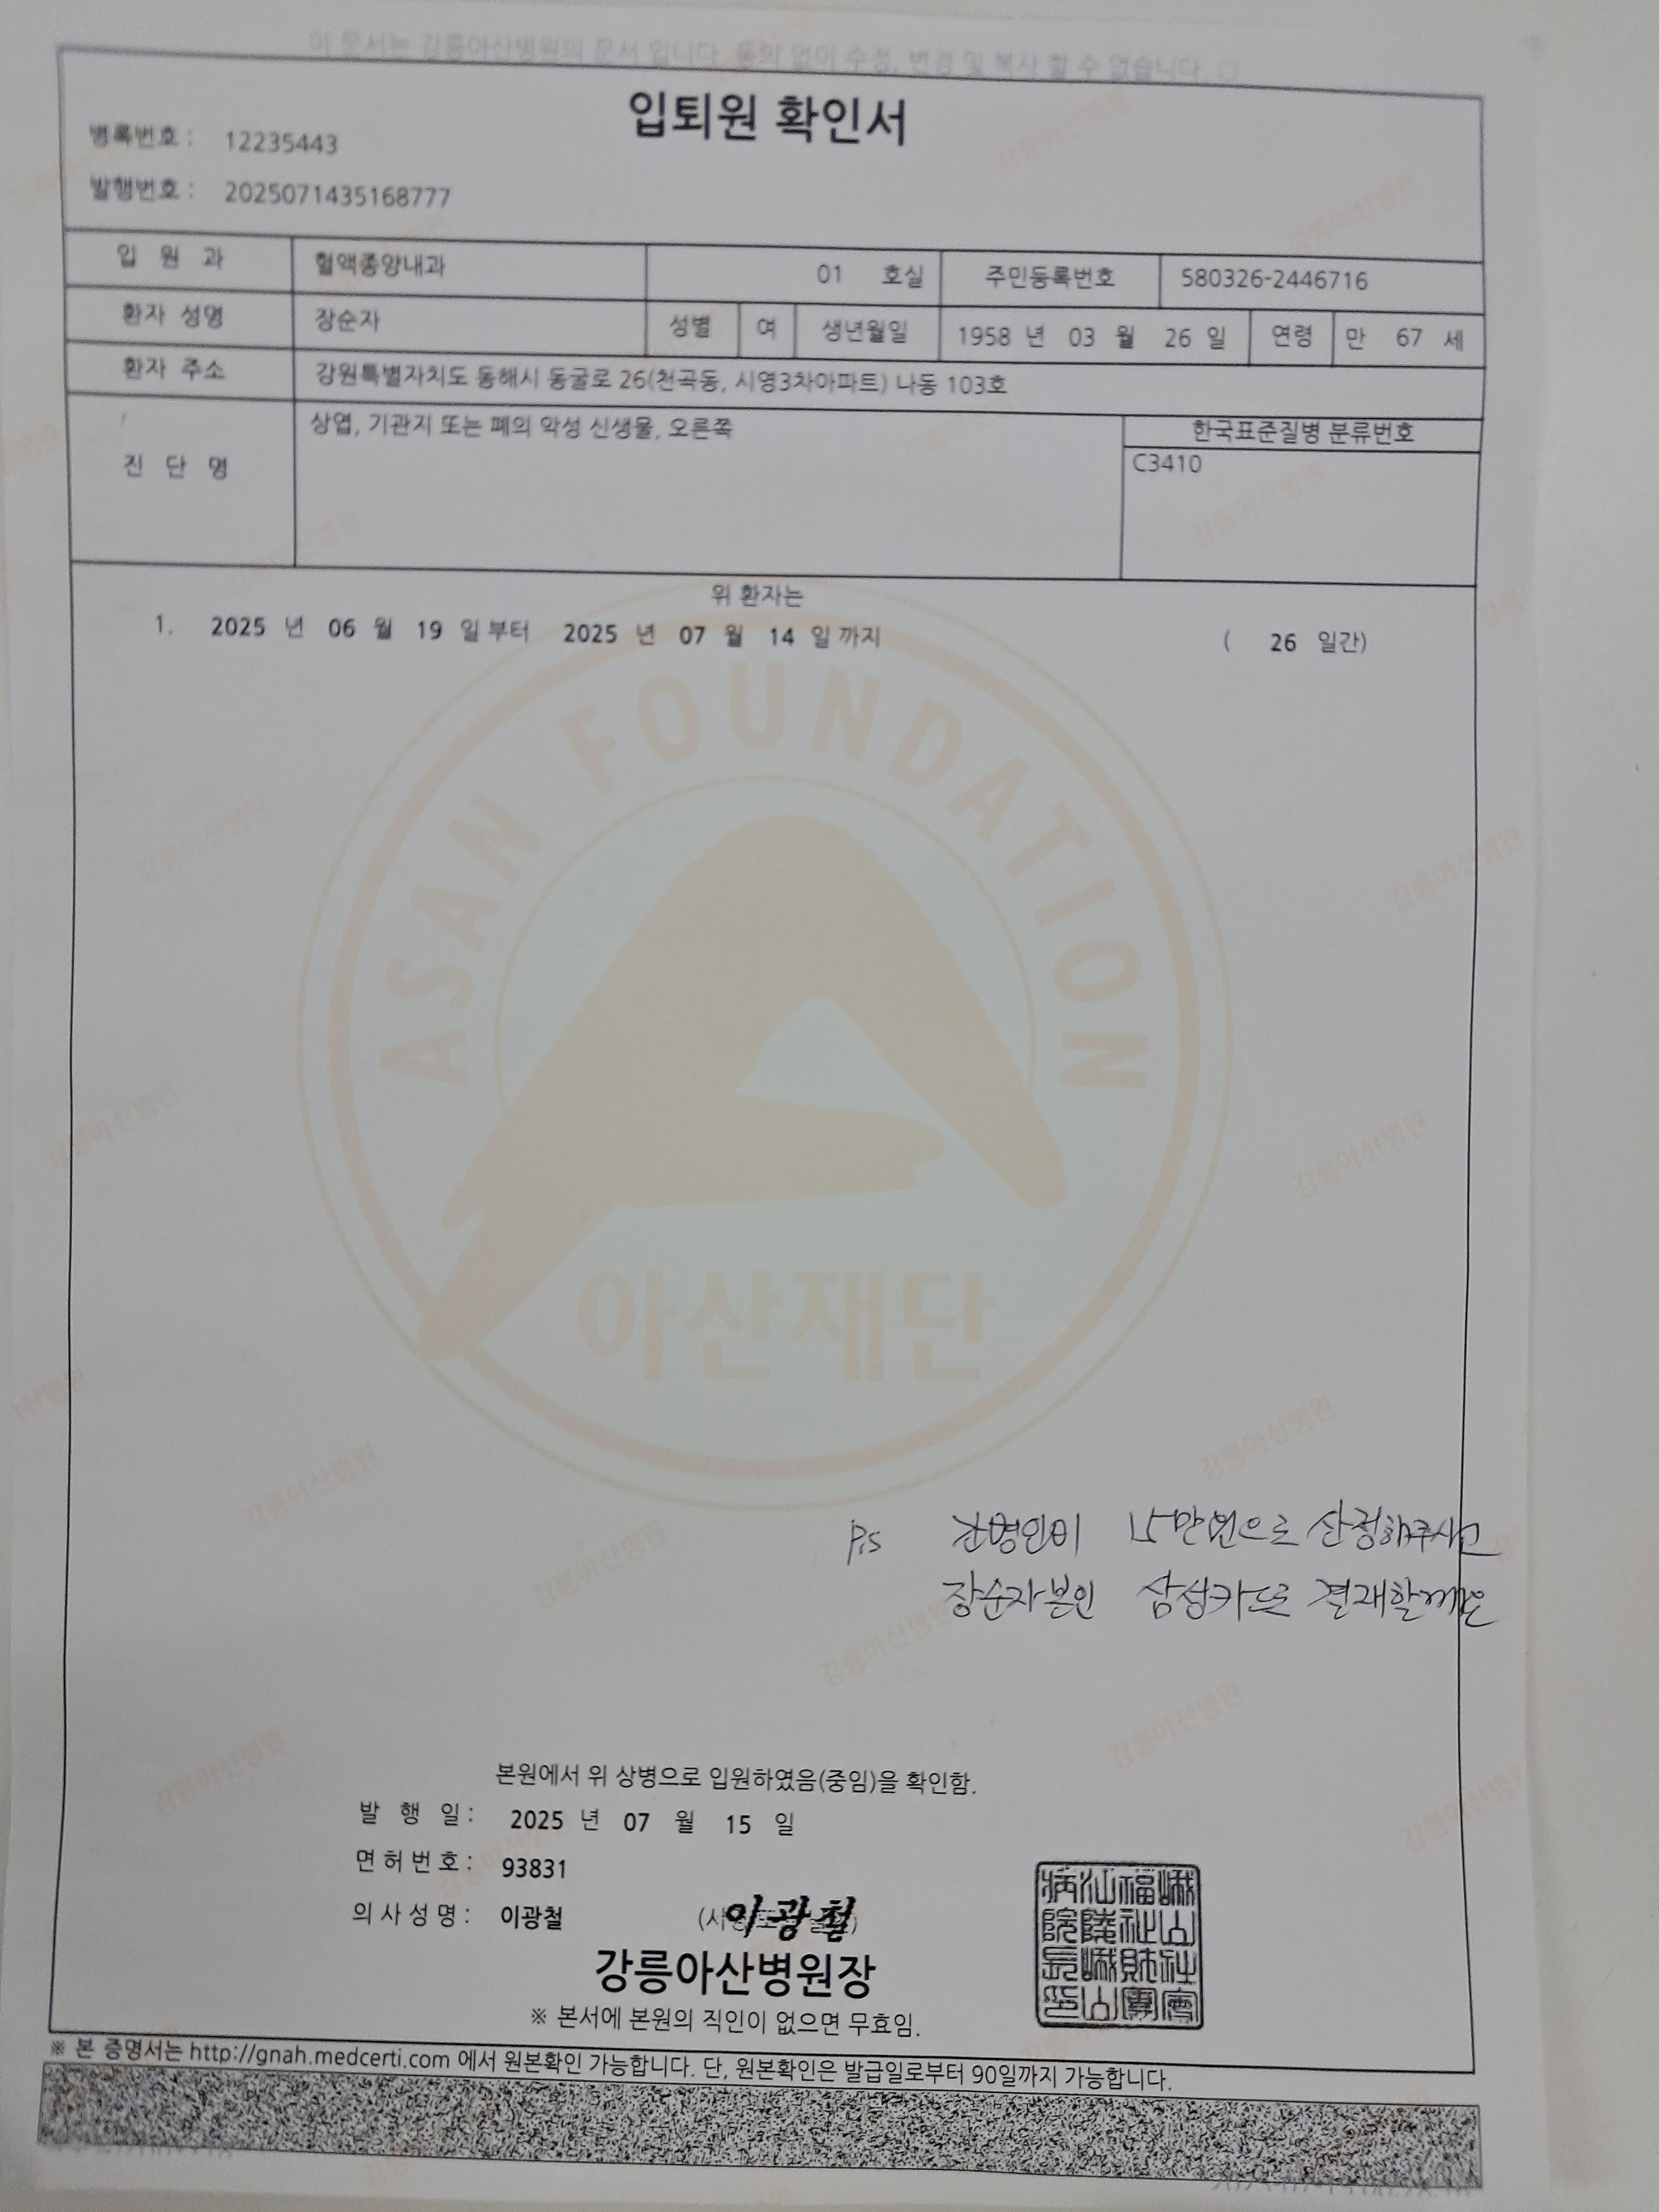 이 문서는 강릉아산병원의 문서 입니다. 동의 없이 수정, 변경 및 복사 할 수 없습니다.
입퇴원 확인서
병록번호 : 12235443
발행번호 : 2025071435168777
입 원 과 혈액종양내과 01 호실 주민등록번호 580326-2446716
환자 성명 장순자 성별 여 생년월일 1958 년 03 월 26 일 연령 만 67 세
환자 주소 강원특별자치도 동해시 동굴로 26(천곡동, 시영3차아파트) 나동 103호
진 단 명 상엽, 기관지 또는 폐의 악성 신생물, 오른쪽 한국표준질병 분류번호
C3410
위 환자는
1. 2025 년 06 월 19 일 부터 2025 년 07 월 14 일 까지 ( 26 일간)
ASAN FOUNDATION
아산재단
P.S 간병인비 15만원으로 산정해주시고
장순자본인 삼성카드로 결재할께요
본원에서 위 상병으로 입원하였음(중임)을 확인함.
발 행 일 : 2025 년 07 월 15 일
면허번호 : 93831
의사성명 : 이광철 이광철
강릉아산병원장
※ 본서에 본원의 직인이 없으면 무효임.
※ 본 증명서는 http://gnah.medcerti.com 에서 원본확인 가능합니다. 단, 원본확인은 발급일로부터 90일까지 가능합니다.